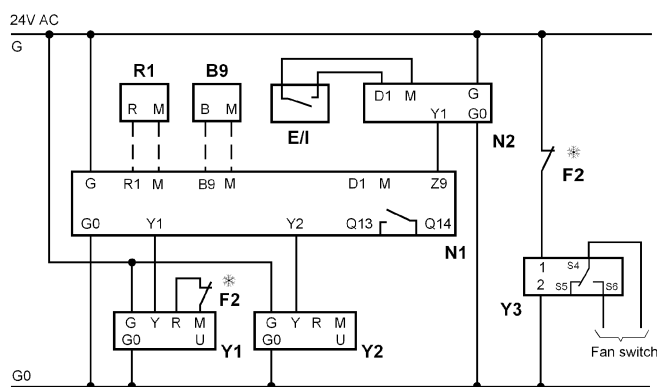 24V AC
G
R1 B9
R M B M
E/I
D1 M G
Y1 G0
N2
F2
G R1 M B9 M D1 M Z9
G0 Y1 Y2 Q13 Q14
N1
1 S4
2 S5 S6
Y3
F2
G Y R M
G0 U
Y1
G Y R M
G0 U
Y2
Fan switch
G0